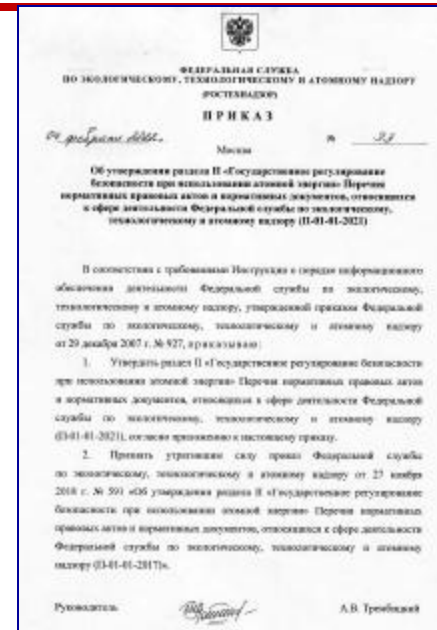 ФЕДЕРАЛЬНАЯ СЛУЖБА
ПО ЭКОЛОГИЧЕСКОМУ, ТЕХНОЛОГИЧЕСКОМУ И АТОМНОМУ НАДЗОРУ
(РОСТЕХНАДЗОР)
ПРИКАЗ
февраля №
Москва
Об утверждении раздела II «Государственное регулирование
безопасности при использовании атомной энергии» Перечня
нормативных правовых актов и нормативных документов, относящихся
к сфере деятельности Федеральной службы по экологическому,
технологическому и атомному надзору (П-01-01-2021)
В соответствии с требованиями Инструкции о порядке информационного
обеспечения деятельности Федеральной службы по экологическому,
технологическому и атомному надзору, утвержденной приказом Федеральной
службы по экологическому, технологическому и атомному надзору
от 29 декабря 2007 г. № 927, приказываю:
1. Утвердить раздел II «Государственное регулирование безопасности
при использовании атомной энергии» Перечня нормативных правовых актов
и нормативных документов, относящихся к сфере деятельности Федеральной
службы по экологическому, технологическому и атомному надзору
(П-01-01-2021), согласно приложению к настоящему приказу.
2. Признать утратившим силу приказ Федеральной службы
по экологическому, технологическому и атомному надзору от 27 ноября
2018 г. № 591 «Об утверждении раздела II «Государственное регулирование
безопасности при использовании атомной энергии» Перечня нормативных
правовых актов и нормативных документов, относящихся к сфере деятельности
Федеральной службы по экологическому, технологическому и атомному
надзору (П-01-01-2017)».
Руководитель А.В. Трембицкий